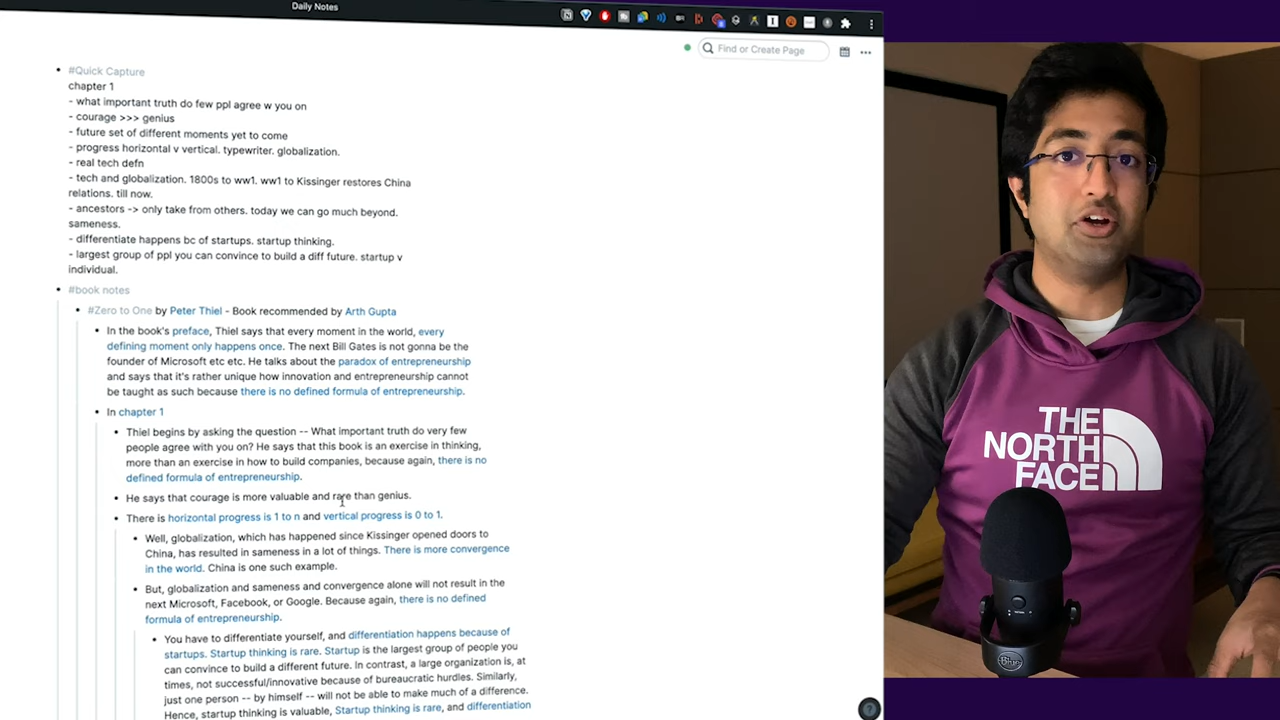 Daily Notes
Find or Create Page
#Quick Capture
chapter 1
- what important truth do few ppl agree w you on
- courage >>> genius
- future set of different moments yet to come
- progress horizontal v vertical. typewriter. globalization.
- real tech defn
- tech and globalization. 1800s to ww1. ww1 to Kissinger restores China
relations. till now.
- ancestors -> only take from others. today we can go much beyond.
sameness.
- differentiate happens bc of startups. startup thinking.
- largest group of ppl you can convince to build a diff future. startup v
individual.
#book notes
#Zero to One by Peter Thiel - Book recommended by Arth Gupta
In the book's preface, Thiel says that every moment in the world, every
defining moment only happens once. The next Bill Gates is not gonna be the
founder of Microsoft etc etc. He talks about the paradox of entrepreneurship
and says that it's rather unique how innovation and entrepreneurship cannot
be taught as such because there is no defined formula of entrepreneurship.
In chapter 1
Thiel begins by asking the question -- What important truth do very few
people agree with you on? He says that this book is an exercise in thinking,
more than an exercise in how to build companies, because again, there is no
defined formula of entrepreneurship.
He says that courage is more valuable and rare than genius.
There is horizontal progress is 1 to n and vertical progress is 0 to 1.
Well, globalization, which has happened since Kissinger opened doors to
China, has resulted in sameness in a lot of things. There is more convergence
in the world. China is one such example.
But, globalization and sameness and convergence alone will not result in the
next Microsoft, Facebook, or Google. Because again, there is no defined
formula of entrepreneurship.
You have to differentiate yourself, and differentiation happens because of
startups. Startup thinking is rare. Startup is the largest group of people you
can convince to build a different future. In contrast, a large organization is, at
times, not successful/innovative because of bureaucratic hurdles. Similarly,
just one person -- by himself -- will not be able to make much of a difference.
Hence, startup thinking is valuable, Startup thinking is rare, and differentiation
THE
NORTH
FACE
Blue